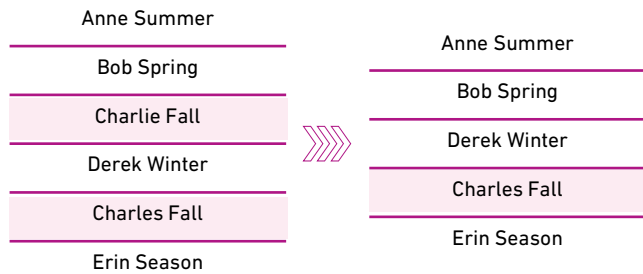 Anne Summer
Bob Spring
Charlie Fall
Derek Winter
Charles Fall
Erin Season
Anne Summer
Bob Spring
Derek Winter
Charles Fall
Erin Season